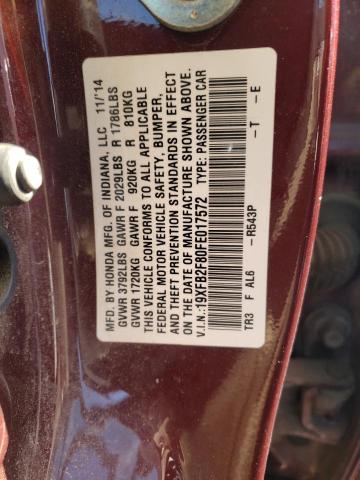 MFD. BY HONDA MFG. OF INDIANA, LLC 11/'14
GVWR 3792LBS GAWR F 2029LBS R 1786LBS
GVWR 1720KG GAWR F 920KG R 810KG
THIS VEHICLE CONFORMS TO ALL APPLICABLE
FEDERAL MOTOR VEHICLE SAFETY, BUMPER,
AND THEFT PREVENTION STANDARDS IN EFFECT
ON THE DATE OF MANUFACTURE SHOWN ABOVE.
V.I.N.: 19XFB2F80FE017572 TYPE: PASSENGER CAR
TR3 F AL6 -R543P -T -E